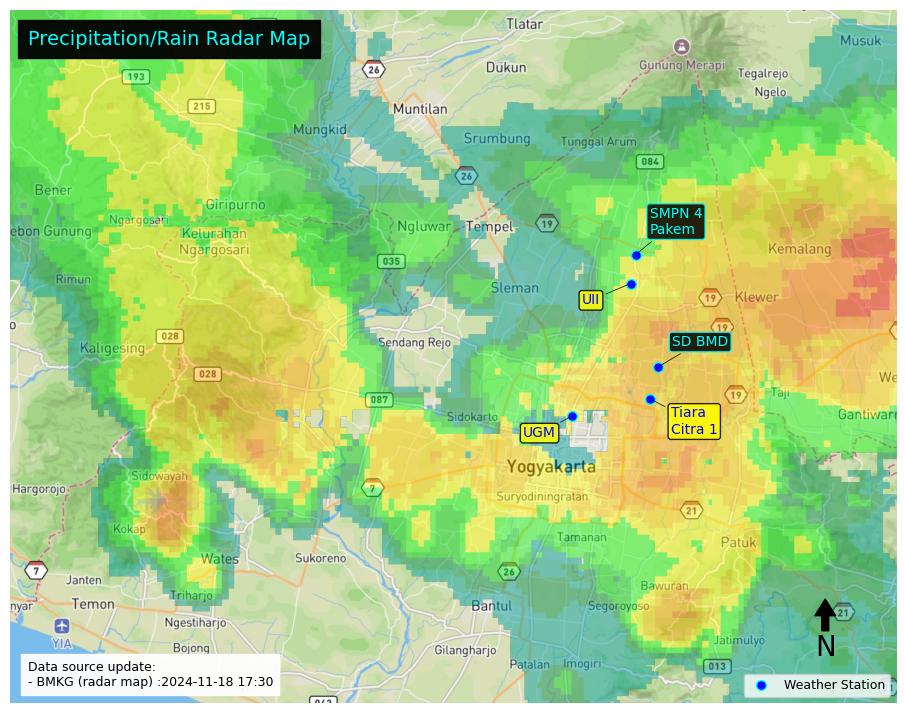 Precipitation/Rain Radar Map
Tlatar
Musuk
26
Dukun
Gunung Merapi
Tegalrejo
Ngelo
193
215
Muntilan
Mungkid
Srumbung
Tunggal Arum
084
26
Bener
Giripurno
Ngargosari
ebon Gunung
Kelurahan
Ngargosari
Ngluwar
Tempel
19
SMPN 4
Pakem
Kemalang
035
Rimun
Sleman
UII
19
Klewer
19
028
Kaligesing
Sendang Rejo
SD BMD
028
We
087
19
Taji
Sidokarto
Tiara
Citra 1
Gantiwarn
UGM
Yogyakarta
Sidowayah
Hargorojo
7
Suryodiningratan
21
Kokap
Tamanan
Patuk
Wates
Sukoreno
7
26
Janten
Triharjo
Bawuran
nyar
Temon
Bantul
Segoroyoso
21
Ngestiharjo
YIA
Bojong
Gilangharjo
Jatimulyo
N
Patalan
Imogiri
013
Data source update:
- BMKG (radar map) :2024-11-18 17:30
Weather Station